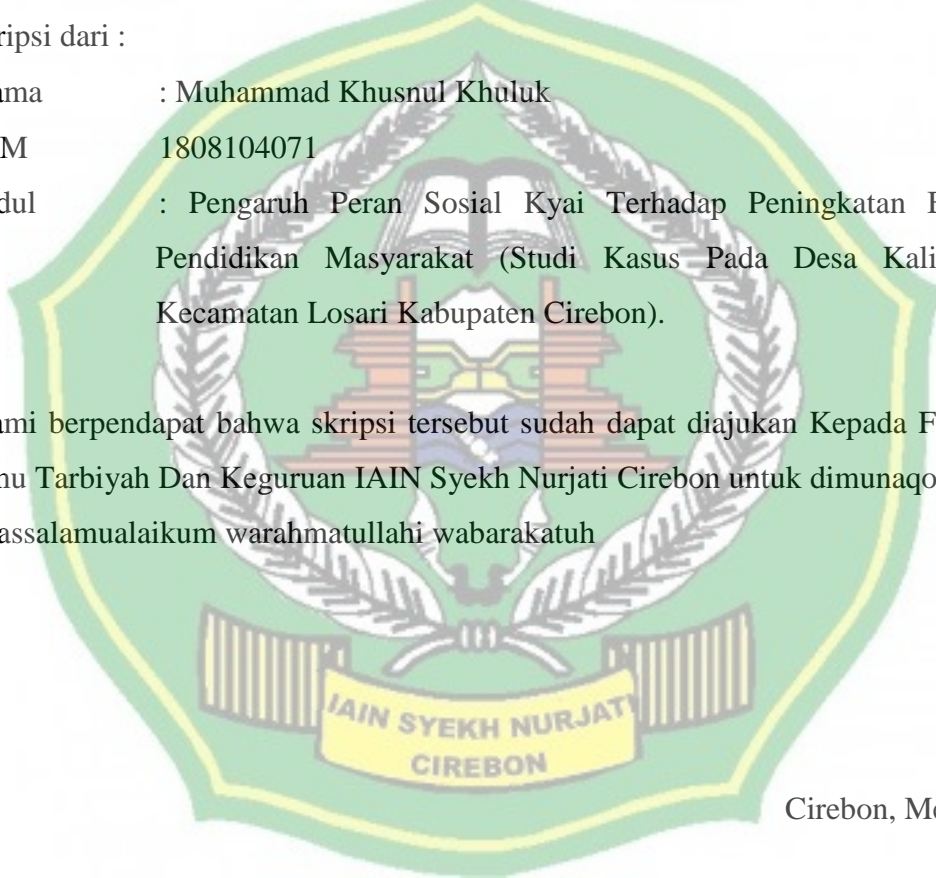 ripsi dari :
ama : Muhammad Khusnul Khuluk
M 1808104071
dul : Pengaruh Peran Sosial Kyai Terhadap Peningkatan
Pendidikan Masyarakat (Studi Kasus Pada Desa Kali
Kecamatan Losari Kabupaten Cirebon).
ami berpendapat bahwa skripsi tersebut sudah dapat diajukan Kepada F
mu Tarbiyah Dan Keguruan IAIN Syekh Nurjati Cirebon untuk dimunaqo
assalamualaikum warahmatullahi wabarakatuh
IAIN SYEKH NURJATI
CIREBON
Cirebon, Me